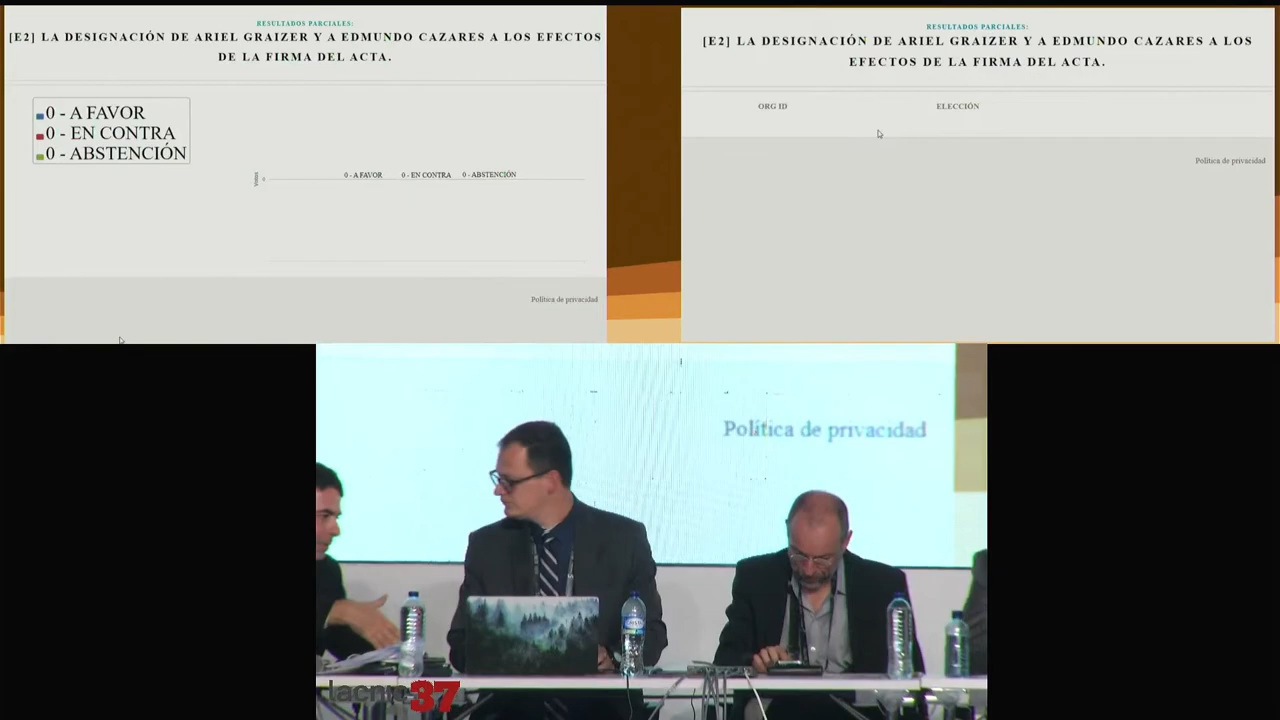 RESULTADOS PARCIALES:
[E2] LA DESIGNACIÓN DE ARIEL GRAIZER Y A EDMUNDO CAZARES A LOS EFECTOS
DE LA FIRMA DEL ACTA.
0 - A FAVOR
0 - EN CONTRA
0 - ABSTENCIÓN
Votos
0
0 - A FAVOR
0 - EN CONTRA
0 - ABSTENCIÓN
Política de privacidad
RESULTADOS PARCIALES:
[E2] LA DESIGNACIÓN DE ARIEL GRAIZER Y A EDMUNDO CAZARES A LOS
EFECTOS DE LA FIRMA DEL ACTA.
ORG ID
ELECCIÓN
Política de privacidad
Política de privacidad
lacnic37